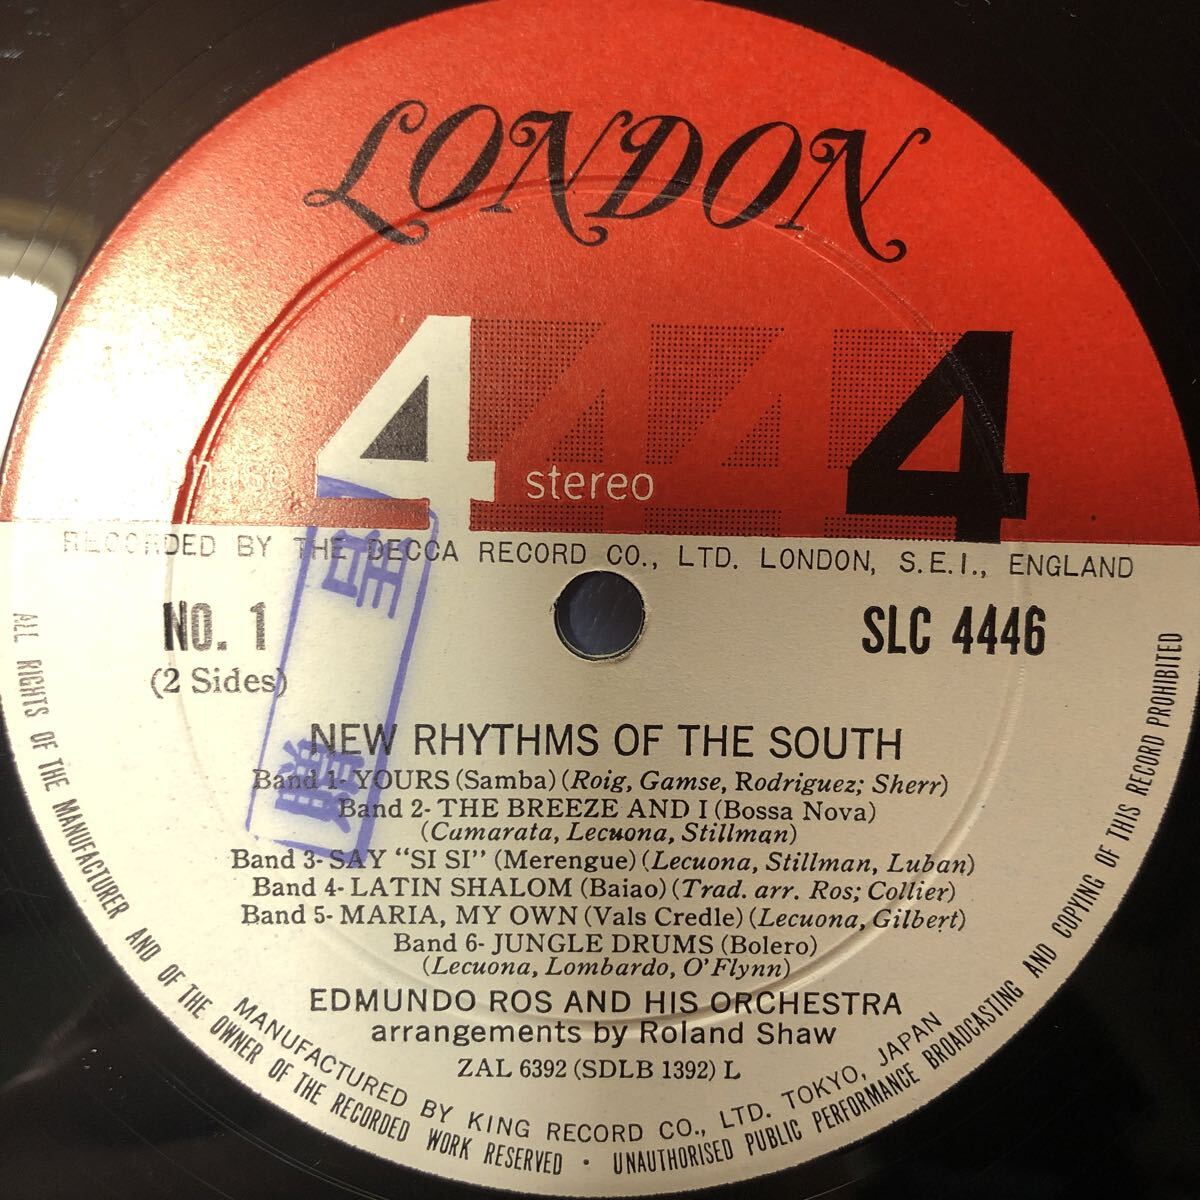 LONDON
phase 4 stereo 4
RECORDED BY THE DECCA RECORD CO., LTD. LONDON, S.E.I., ENGLAND
NO. 1
(2 Sides)
SLC 4446
贈
呈
NEW RHYTHMS OF THE SOUTH
Band 1- YOURS (Samba) (Roig, Gamse, Rodriguez; Sherr)
Band 2- THE BREEZE AND I (Bossa Nova)
(Camarata, Lecuona, Stillman)
Band 3- SAY “SI SI” (Merengue) (Lecuona, Stillman, Luban)
Band 4- LATIN SHALOM (Baiao) (Trad. arr. Ros; Collier)
Band 5- MARIA, MY OWN (Vals Credle) (Lecuona, Gilbert)
Band 6- JUNGLE DRUMS (Bolero)
(Lecuona, Lombardo, O'Flynn)
EDMUNDO ROS AND HIS ORCHESTRA
arrangements by Roland Shaw
ZAL 6392 (SDLB 1392) L
MANUFACTURED BY KING RECORD CO., LTD. TOKYO, JAPAN
ALL RIGHTS OF THE MANUFACTURER AND OF THE OWNER OF THE RECORDED WORK RESERVED · UNAUTHORISED PUBLIC PERFORMANCE BROADCASTING AND COPYING OF THIS RECORD PROHIBITED